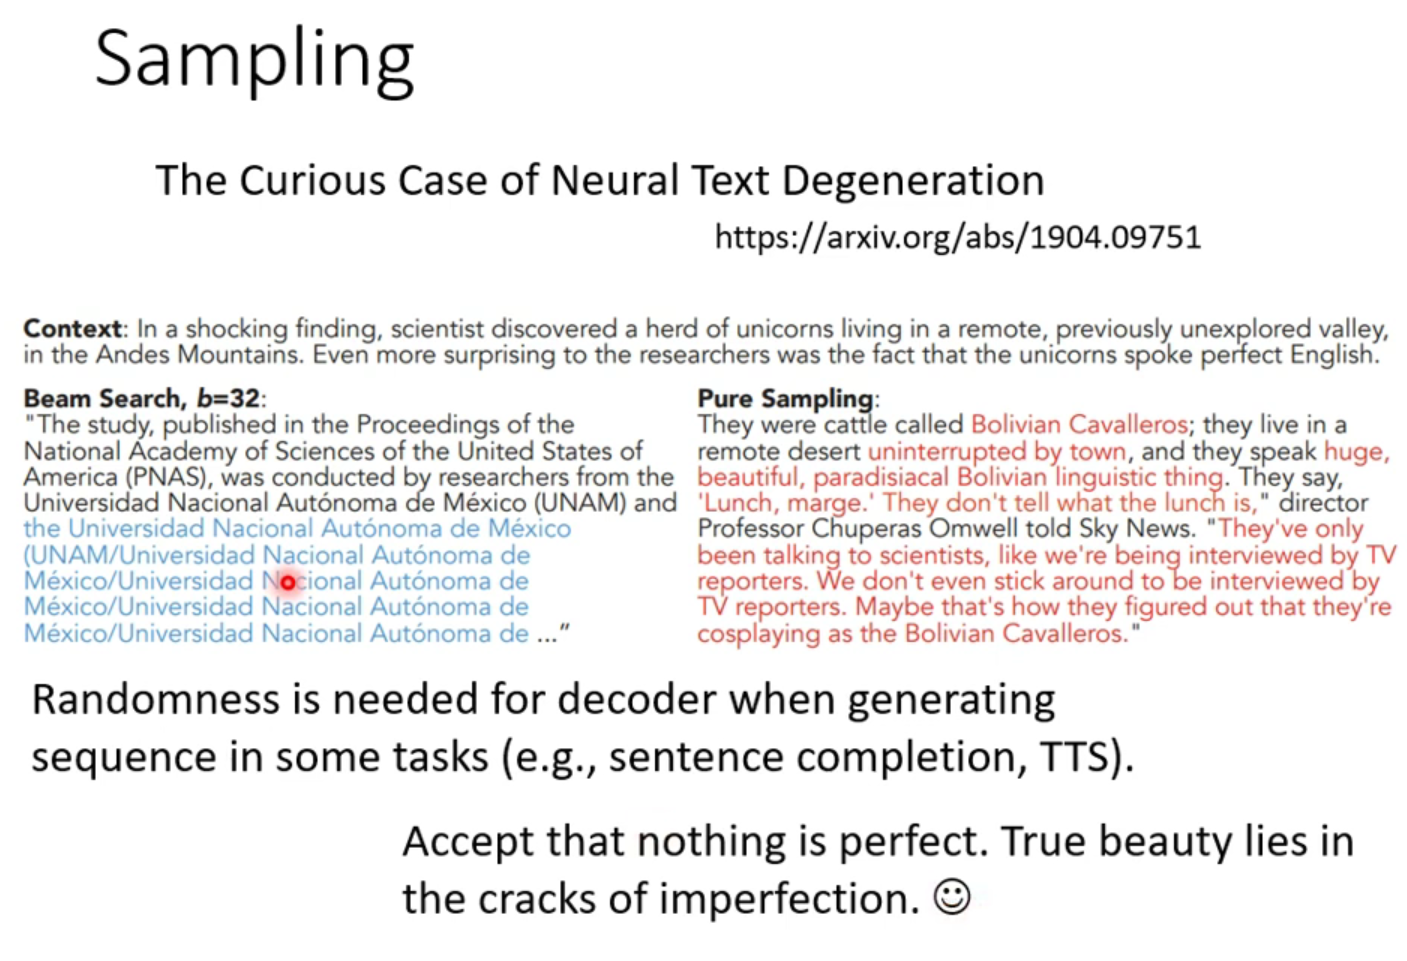 Sampling
The Curious Case of Neural Text Degeneration
https://arxiv.org/abs/1904.09751
Context: In a shocking finding, scientist discovered a herd of unicorns living in a remote, previously unexplored valley,
in the Andes Mountains. Even more surprising to the researchers was the fact that the unicorns spoke perfect English.
Beam Search, b=32:
"The study, published in the Proceedings of the
National Academy of Sciences of the United States of
America (PNAS), was conducted by researchers from the
Universidad Nacional Autónoma de México (UNAM) and
the Universidad Nacional Autónoma de México
(UNAM/Universidad Nacional Autónoma de
México/Universidad Nacional Autónoma de
México/Universidad Nacional Autónoma de
México/Universidad Nacional Autónoma de ..."
Pure Sampling:
They were cattle called Bolivian Cavalleros; they live in a
remote desert uninterrupted by town, and they speak huge,
beautiful, paradisiacal Bolivian linguistic thing. They say,
'Lunch, marge.' They don't tell what the lunch is," director
Professor Chuperas Omwell told Sky News. "They've only
been talking to scientists, like we're being interviewed by TV
reporters. We don't even stick around to be interviewed by
TV reporters. Maybe that's how they figured out that they're
cosplaying as the Bolivian Cavalleros."
Randomness is needed for decoder when generating
sequence in some tasks (e.g., sentence completion, TTS).
Accept that nothing is perfect. True beauty lies in
the cracks of imperfection. ☺